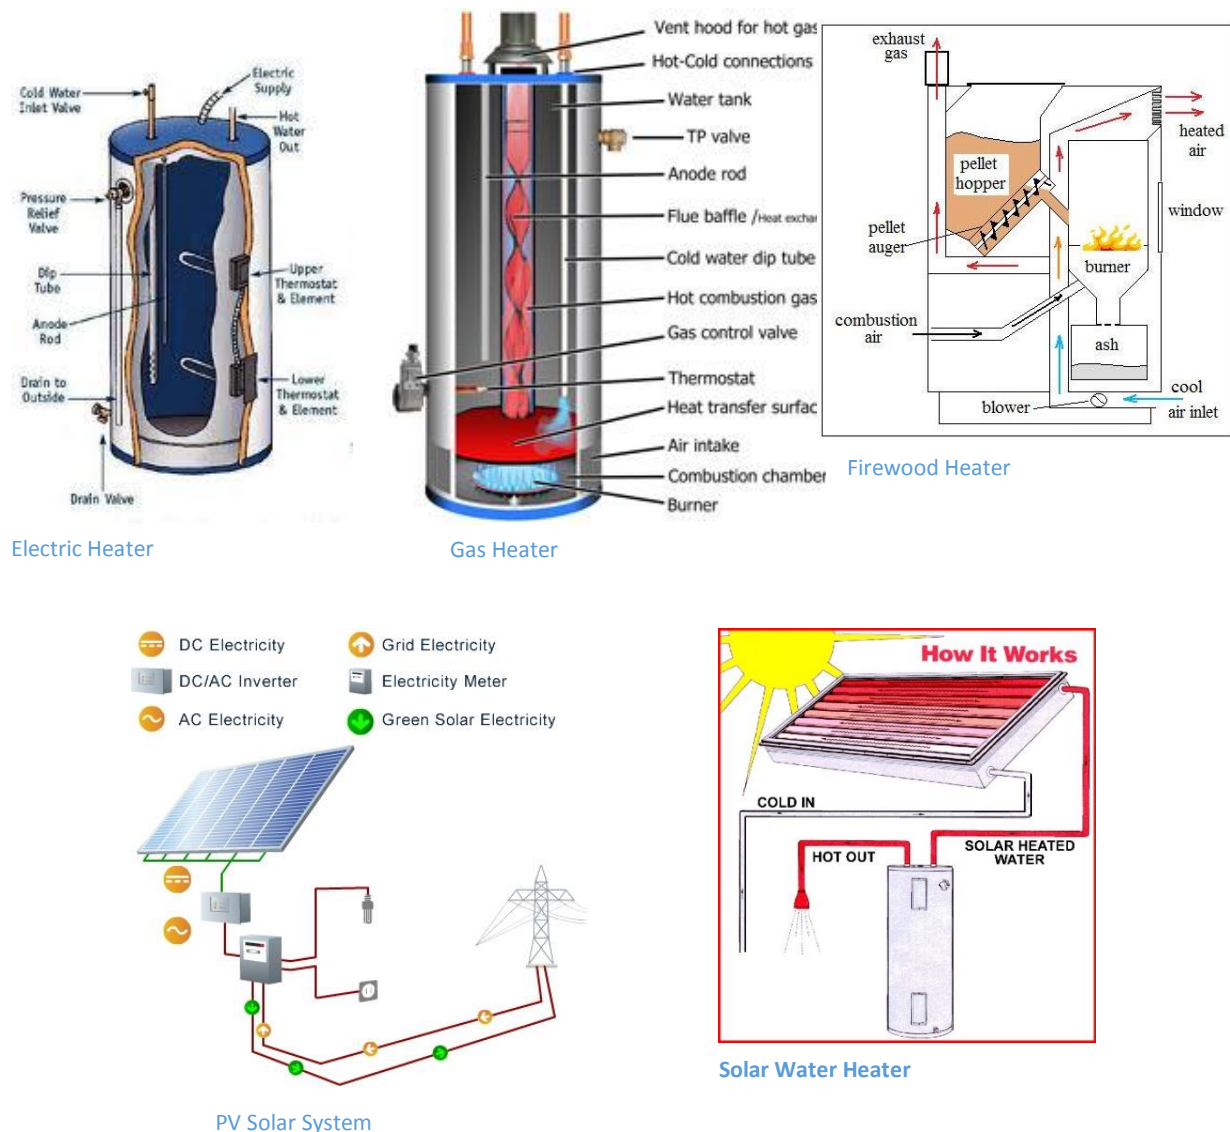 Electric
Supply
Cold Water
Inlet Valve
Hot
Water
Out
Pressure
Relief
Valve
Dip
Tube
Upper
Thermostat
& Element
Anode
Rod
Drain to
Outside
Lower
Thermostat
& Element
Drain Valve
Electric Heater
Vent hood for hot gas
Hot-Cold connections
Water tank
TP valve
Anode rod
Flue baffle /Heat exchan
Cold water dip tube
Hot combustion gas
Gas control valve
Thermostat
Heat transfer surfac
Air intake
Combustion chamber
Burner
Gas Heater
exhaust
gas
heated
air
pellet
hopper
window
pellet
auger
burner
combustion
air
ash
cool
air inlet
blower
Firewood Heater
DC Electricity
Grid Electricity
DC/AC Inverter
Electricity Meter
AC Electricity
Green Solar Electricity
PV Solar System
How It Works
COLD IN
HOT OUT
SOLAR HEATED
WATER
Solar Water Heater